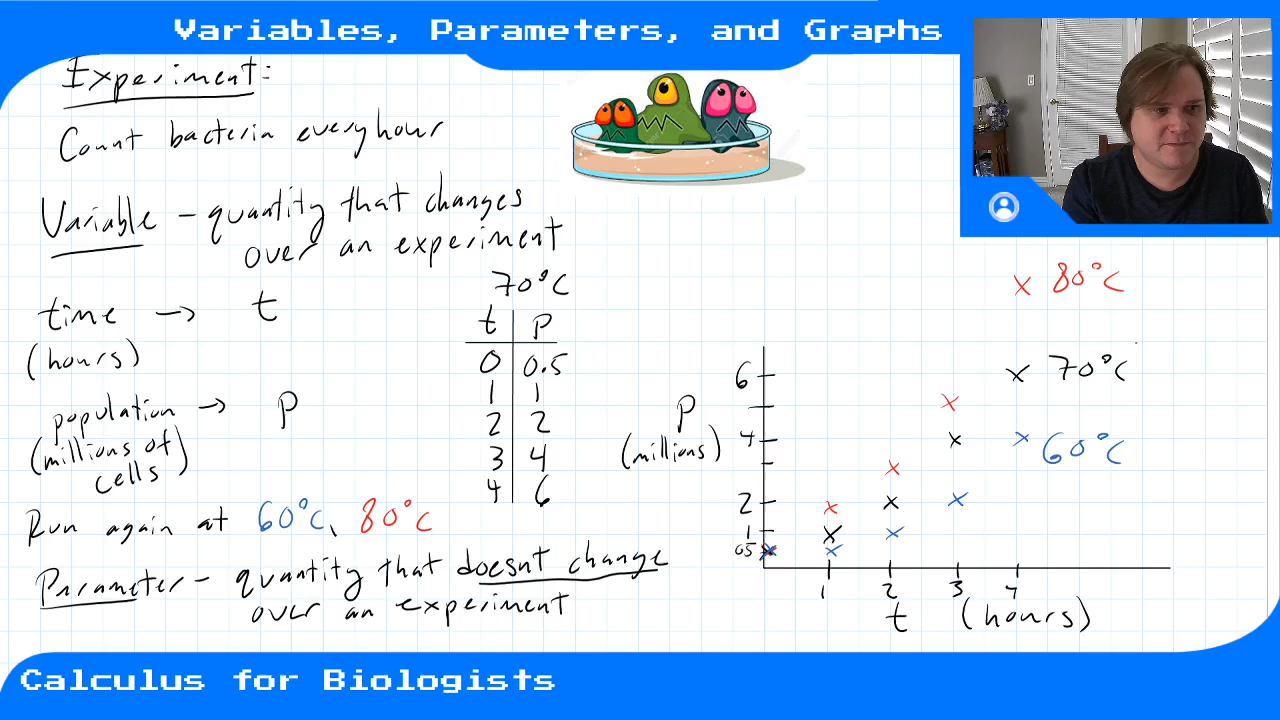 Variables, Parameters, and Graphs
Experiment:
Count bacteria every hour
Variable - quantity that changes
over an experiment
time → t
(hours)
population → P
(millions of
cells)
70°C
t P
0 0.5
1 1
2 2
3 4
4 6
Run again at 60°C, 80°C
Parameter - quantity that doesnt change
over an experiment
x 80°C
x 70°C
x 60°C
P
(millions)
6
4
2
1
05
1 2 3 4
t (hours)
Calculus for Biologists